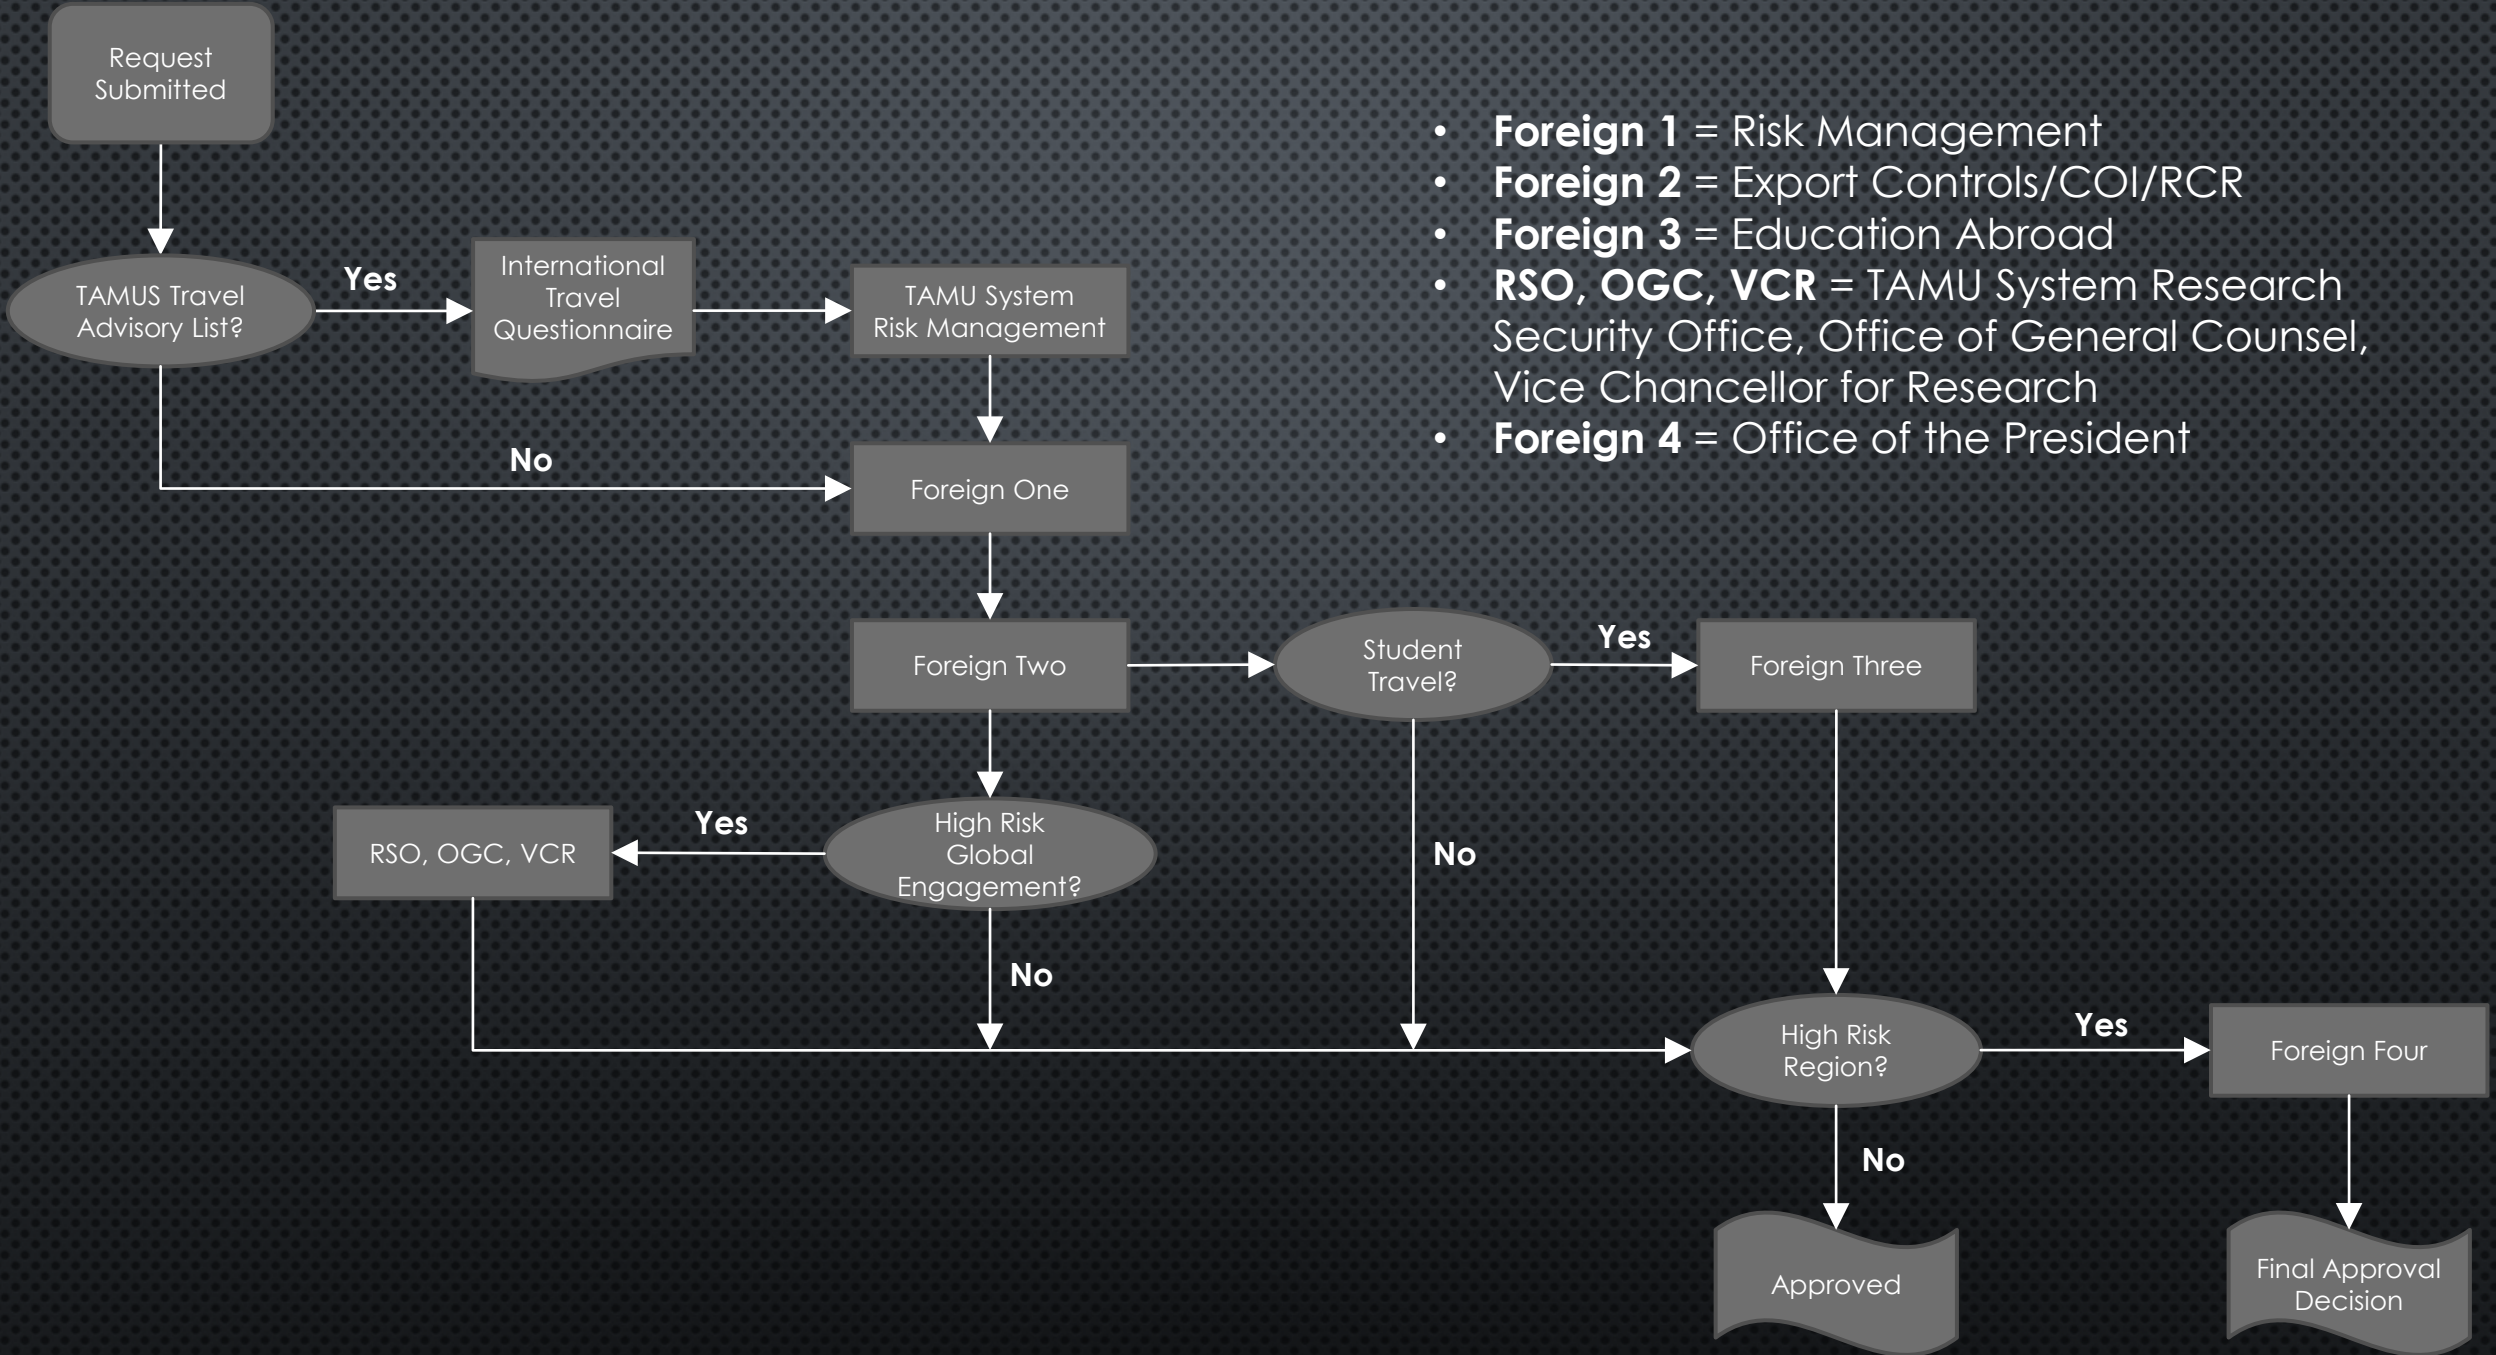 Request
Submitted
• Foreign 1 = Risk Management
• Foreign 2 = Export Controls/COI/RCR
• Foreign 3 = Education Abroad
• RSO, OGC, VCR = TAMU System Research
Security Office, Office of General Counsel,
Vice Chancellor for Research
• Foreign 4 = Office of the President
TAMUS Travel
Advisory List?
Yes
International
Travel
Questionnaire
TAMU System
Risk Management
No
Foreign One
Foreign Two
Student
Travel?
Yes
Foreign Three
RSO, OGC, VCR
Yes
High Risk
Global
Engagement?
No
No
High Risk
Region?
Yes
Foreign Four
No
Approved
Final Approval
Decision